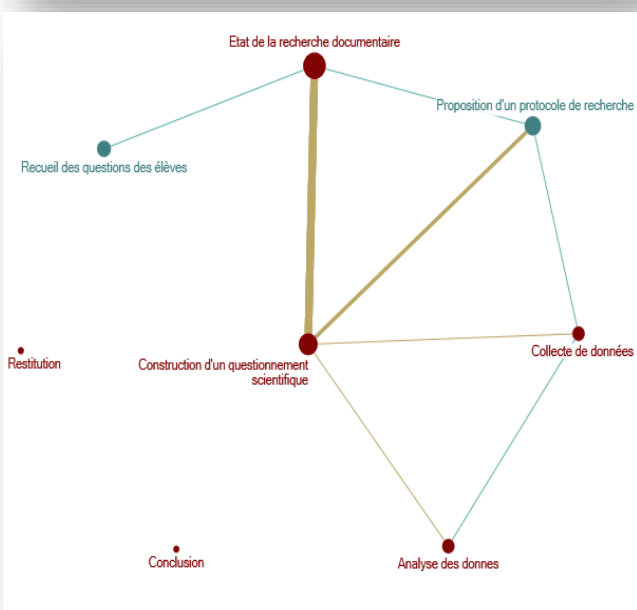 Etat de la recherche documentaire
Proposition d'un protocole de recherche
Recueil des questions des élèves
Restitution
Construction d'un questionnement
scientifique
Collecte de données
Conclusion
Analyse des donnes